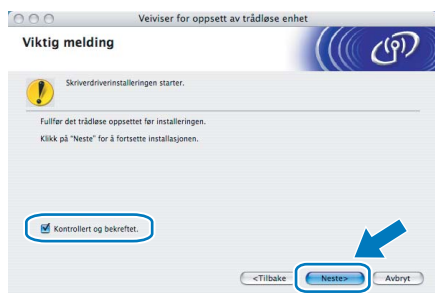 Veiviser for oppsett av trådløse enhet
Viktig melding
Skriverdriverinstalleringen starter.
Fullfør det trådløse oppsettet før installeringen.
Klikk på "Neste" for å fortsette installasjonen.
Kontrollert og bekreftet.
<Tilbake Neste> Avbryt